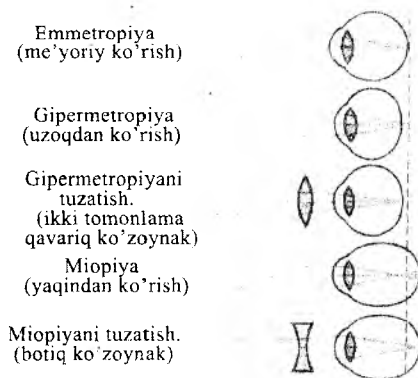 Emmetropiya
(me'yoriy ko'rish)
Gipermetropiya
(uzoqdan ko'rish)
Gipermetropiyani
tuzatish.
(ikki tomonlama
qavariq ko'zoynak)
Miopiya
(yaqindan ko'rish)
Miopiyani tuzatish.
(botiq ko'zoynak)